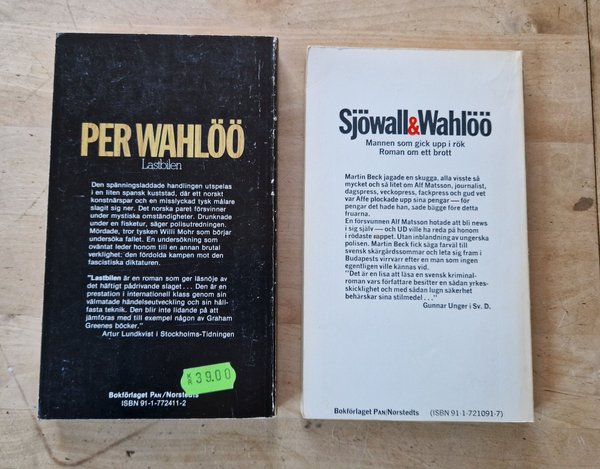 PER WAHLÖÖ
Lastbilen
Den spänningsladdade handlingen utspelas
i en liten spansk kuststad, där ett norskt
konstnärspar och en misslyckad tysk målare
slagit sig ner. Det norska paret försvinner
under mystiska omständigheter. Drunknade
under en fisketur, säger polisutredningen.
Mördade, tror tysken Willi Mohr som börjar
undersöka fallet. En undersökning som
oväntat leder honom till en annan brutal
verklighet: den fördolda kampen mot den
fascistiska diktaturen.
"Lastbilen är en roman som ger läsnöje av
det häftigt pådrivande slaget... Den är en
prestation i internationell klass genom sin
välmatade händelseutveckling och sin håll-
fasta teknik. Den blir inte lidande på att
jämföras med till exempel någon av Graham
Greenes böcker."
Artur Lundkvist i Stockholms-Tidningen
KR 39.00
Bokförlaget PAN/Norstedts
ISBN 91-1-772411-2
Sjöwall&Wahlöö
Mannen som gick upp i rök
Roman om ett brott
Martin Beck jagade en skugga, alla visste så
mycket och så litet om Alf Matsson, journalist,
dagspress, veckopress, fackpress och gud vet
var Affe plockade upp sina pengar — för
pengar det hade han, sade bägge före detta
fruarna.
En försvunnen Alf Matsson hotade att bli news
i sig själv — och UD ville ha reda på honom
i rödaste rappet. Utan inblandning av ungerska
polisen. Martin Beck fick säga farväl till
svensk skärgårdssommar och leta sig fram i
Budapests virrvarr efter en man som ingen
egentligen ville kännas vid.
"Det är en lisa att läsa en svensk kriminal-
roman vars författare besitter en sådan yrkes-
skicklighet och med sådan lugn säkerhet
behärskar sina stilmedel..."
Gunnar Unger i Sv. D.
Bokförlaget PAN/Norstedts (ISBN 91-1-721091-7)